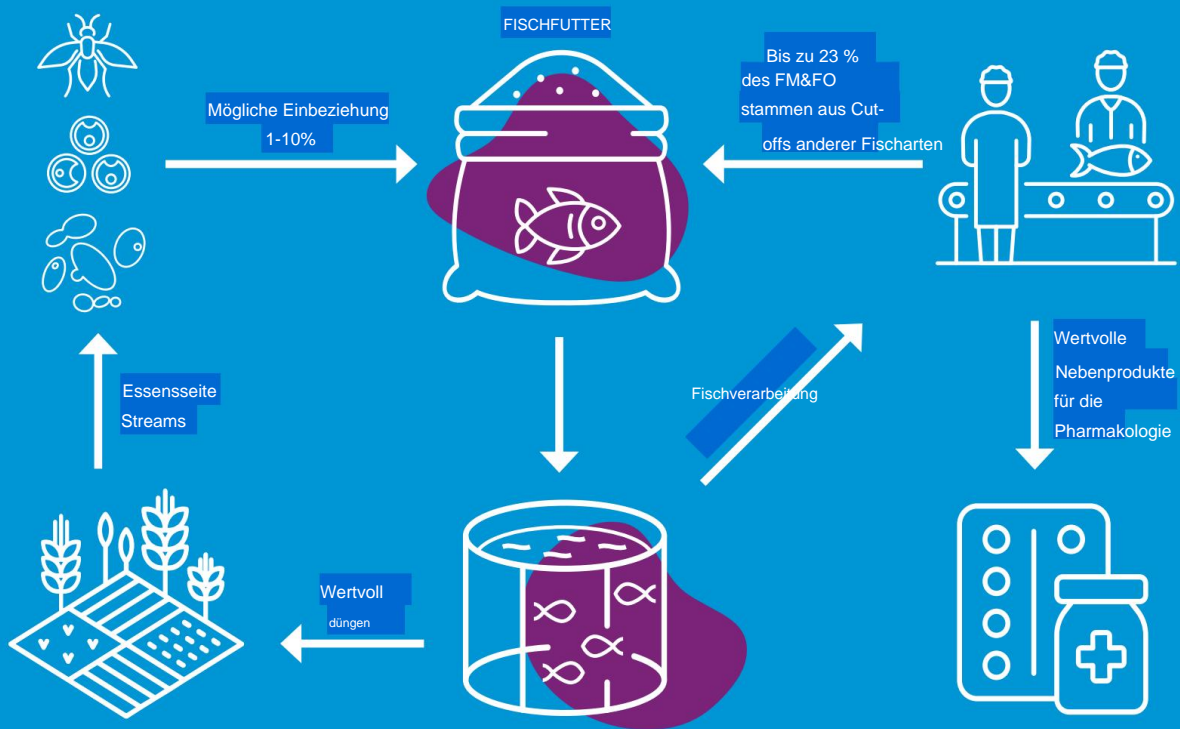 FISCHFUTTER
Mögliche Einbeziehung
1-10%
Bis zu 23 %
des FM&FO
stammen aus Cut-
offs anderer Fischarten
Essensseite
Streams
Fischverarbeitung
Wertvolle
Nebenprodukte
für die
Pharmakologie
Wertvoll
düngen